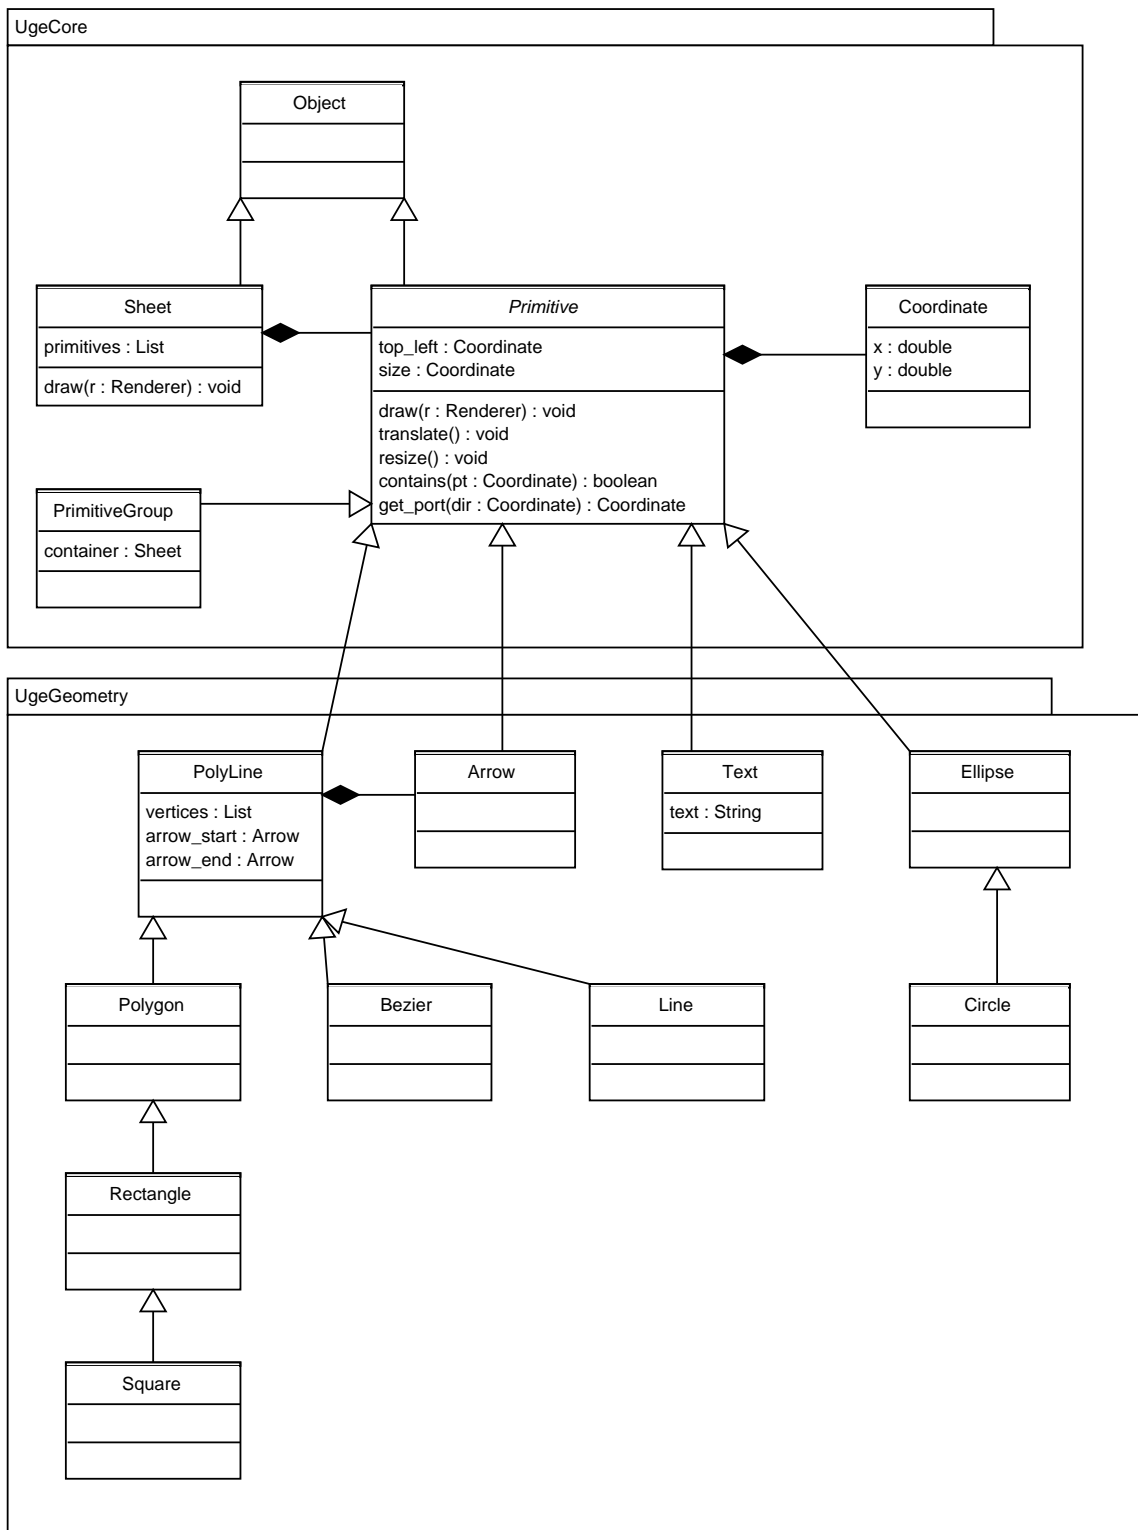 UgeCore
Object
Sheet
primitives : List
draw(r : Renderer) : void
Primitive
top_left : Coordinate
size : Coordinate
draw(r : Renderer) : void
translate() : void
resize() : void
contains(pt : Coordinate) : boolean
get_port(dir : Coordinate) : Coordinate
Coordinate
x : double
y : double
PrimitiveGroup
container : Sheet
UgeGeometry
PolyLine
vertices : List
arrow_start : Arrow
arrow_end : Arrow
Arrow
Text
text : String
Ellipse
Polygon
Bezier
Line
Circle
Rectangle
Square